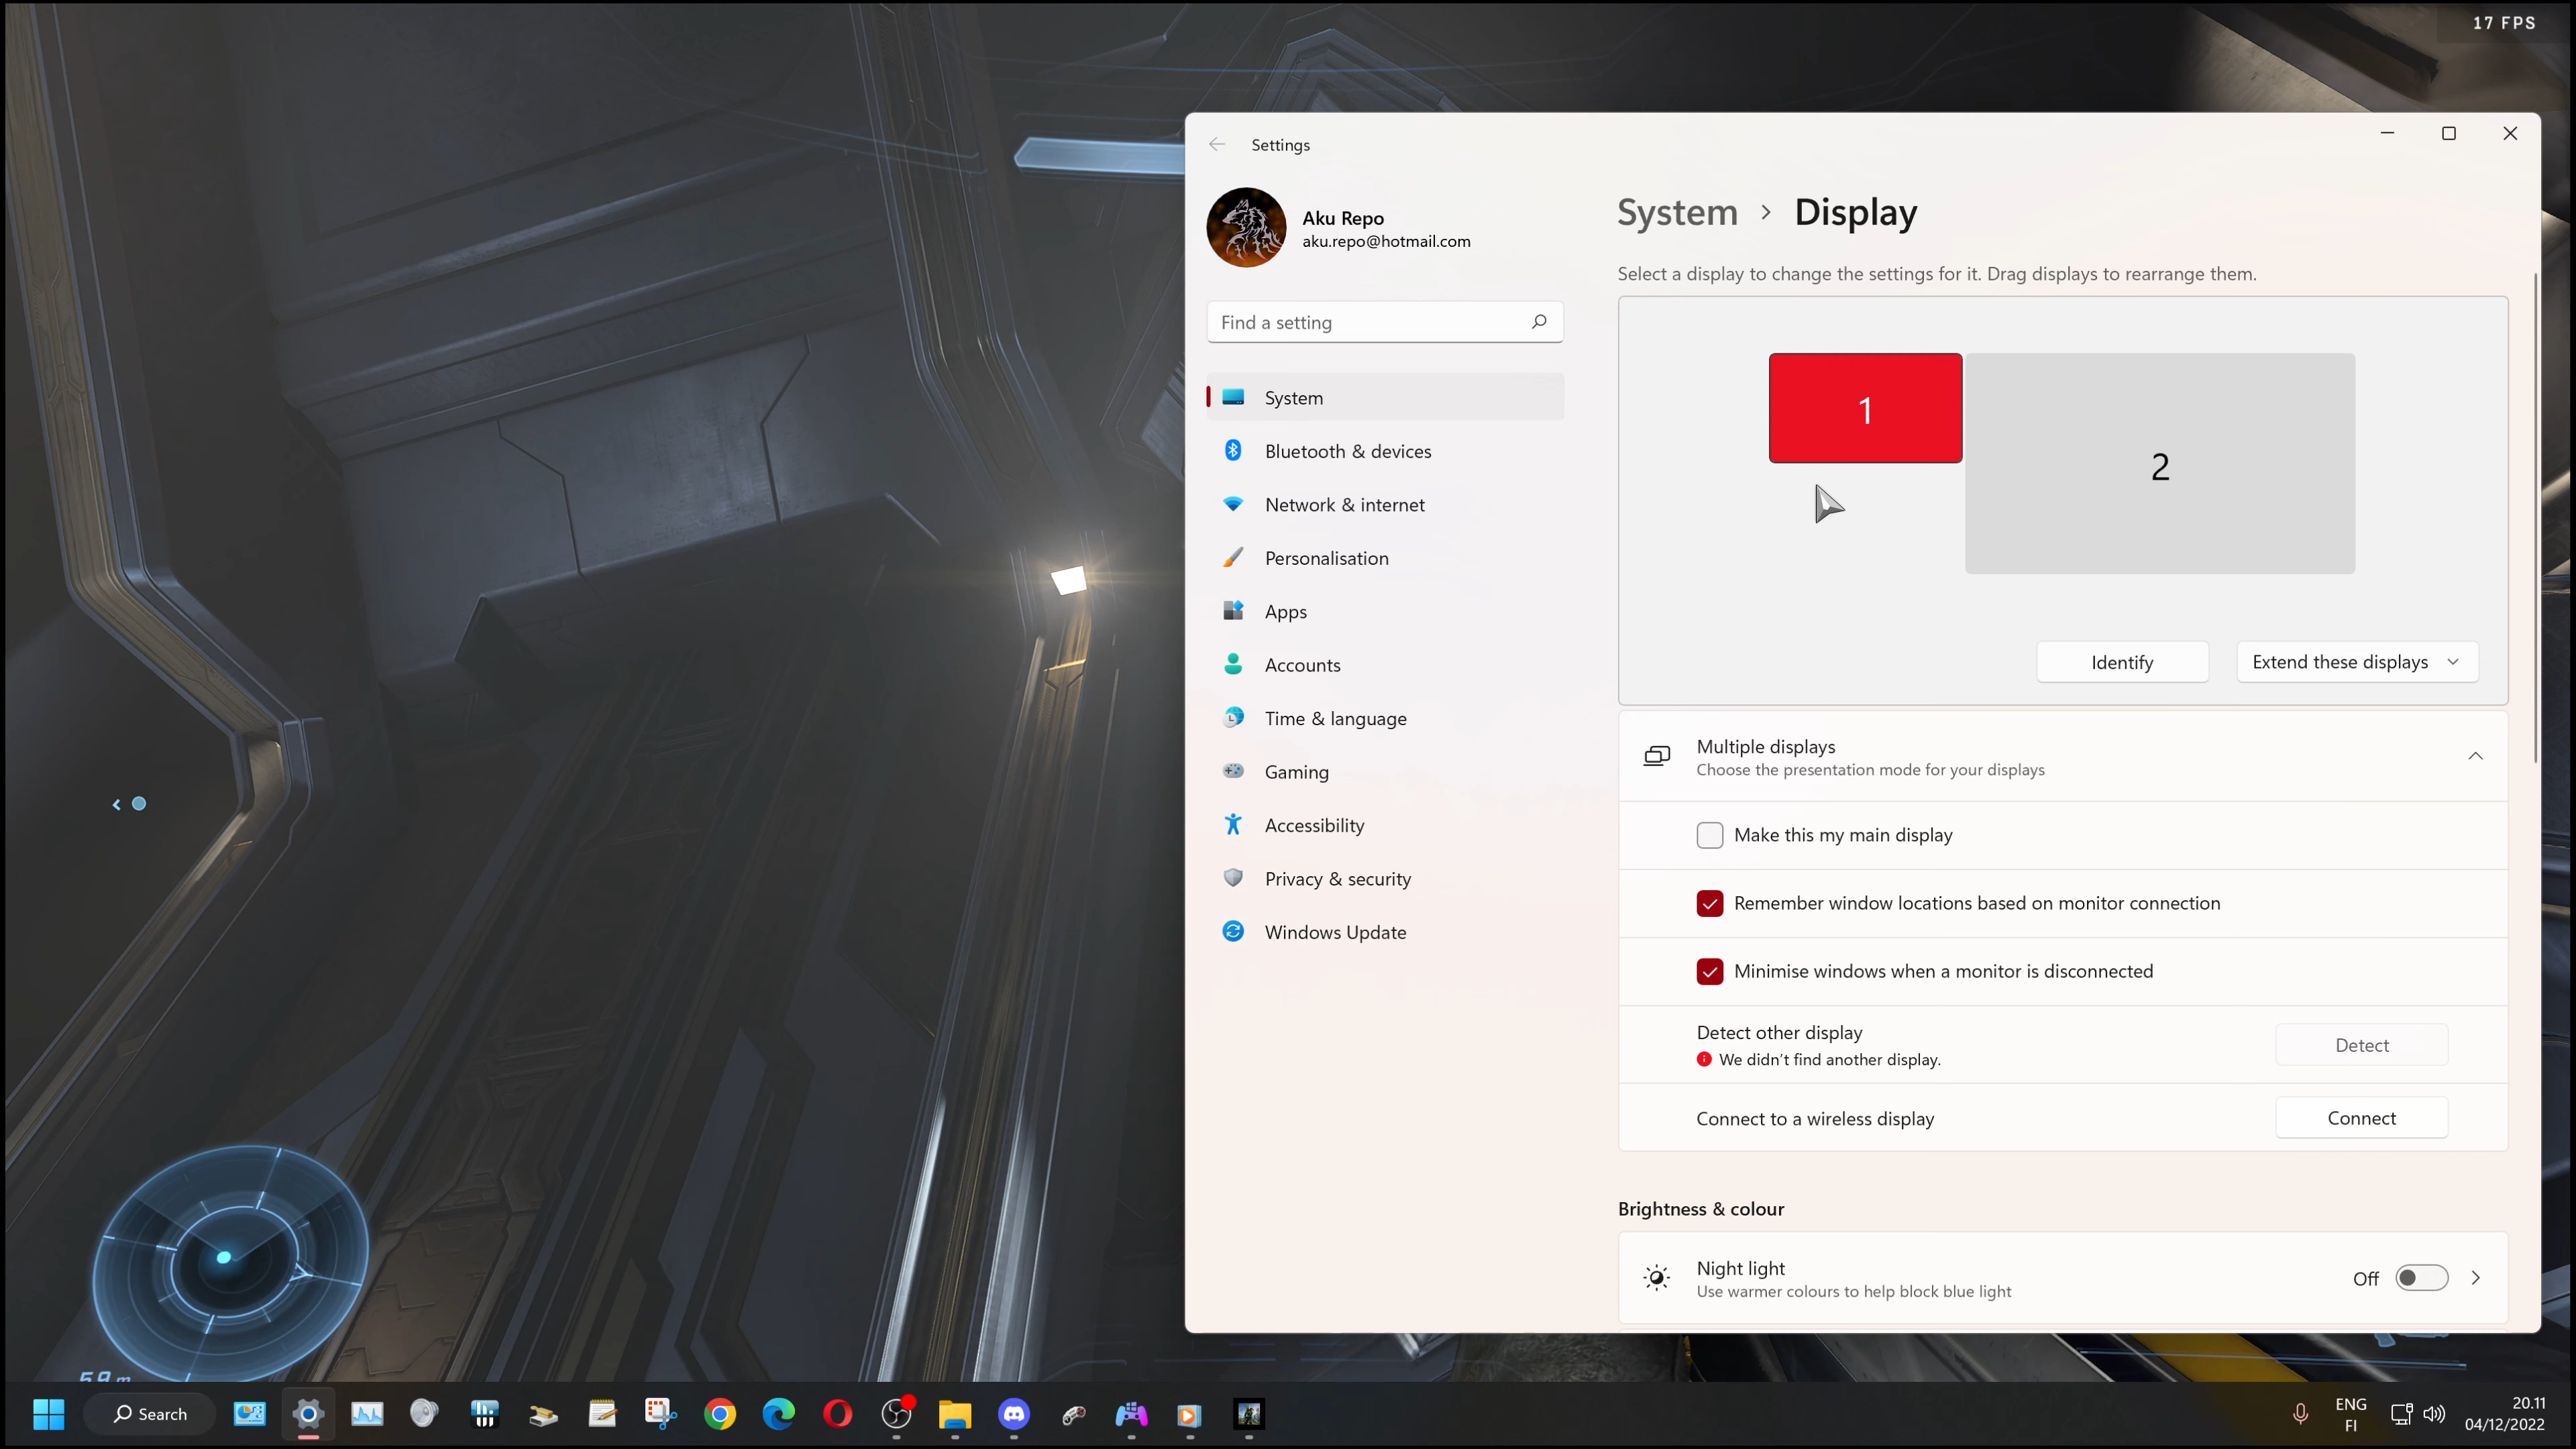 17 FPS
Settings
Aku Repo
aku.repo@hotmail.com
Find a setting
System
Bluetooth & devices
Network & internet
Personalisation
Apps
Accounts
Time & language
Gaming
Accessibility
Privacy & security
Windows Update
System > Display
Select a display to change the settings for it. Drag displays to rearrange them.
1
2
Identify
Extend these displays
Multiple displays
Choose the presentation mode for your displays
Make this my main display
Remember window locations based on monitor connection
Minimise windows when a monitor is disconnected
Detect other display
We didn't find another display.
Detect
Connect to a wireless display
Connect
Brightness & colour
Night light
Use warmer colours to help block blue light
Off
Search
ENG
FI
20.11
04/12/2022